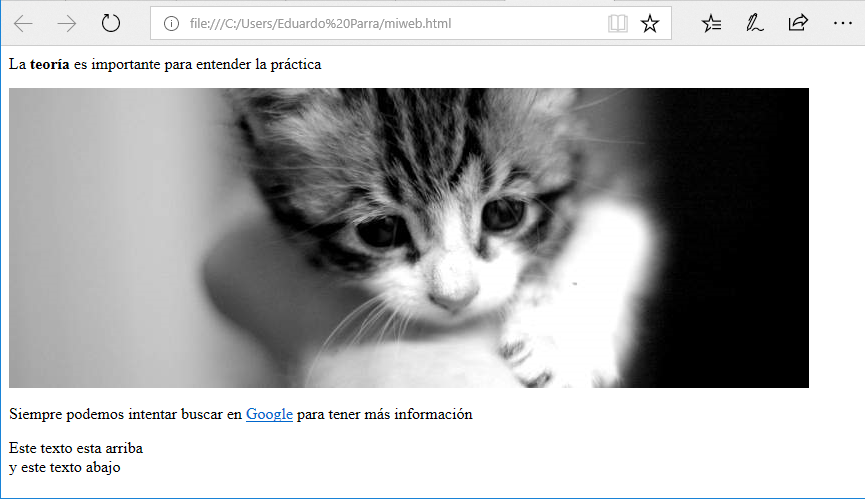 file:///C:/Users/Eduardo%20Parra/miweb.html
La teoría es importante para entender la práctica
Siempre podemos intentar buscar en Google para tener más información
Este texto esta arriba
y este texto abajo